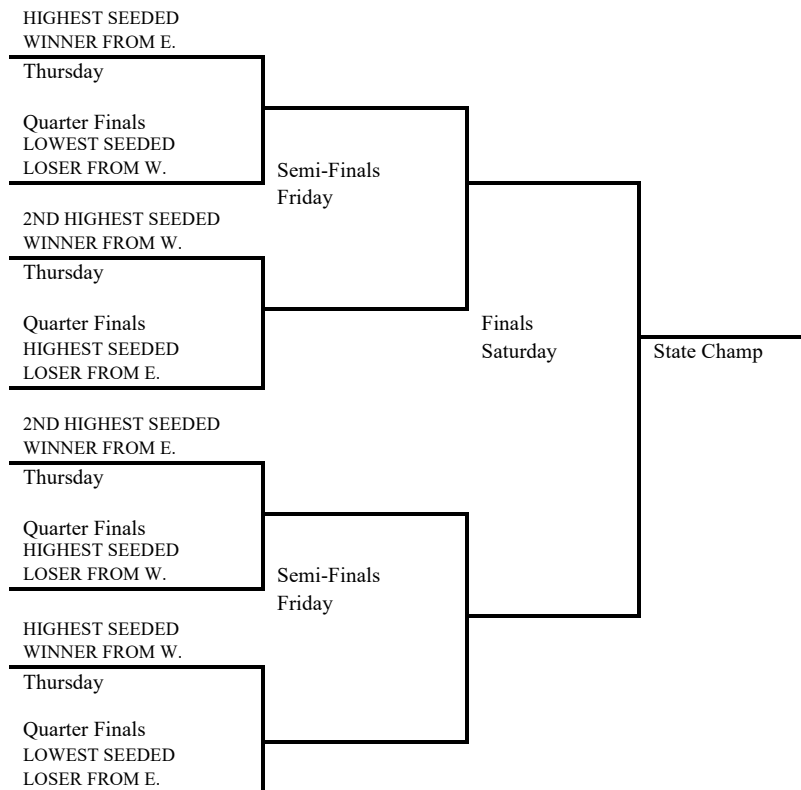 HIGHEST SEEDED
WINNER FROM E.
Thursday
Quarter Finals
LOWEST SEEDED
LOSER FROM W.
Semi-Finals
Friday
2ND HIGHEST SEEDED
WINNER FROM W.
Thursday
Quarter Finals
HIGHEST SEEDED
LOSER FROM E.
Finals
Saturday
State Champ
2ND HIGHEST SEEDED
WINNER FROM E.
Thursday
Quarter Finals
HIGHEST SEEDED
LOSER FROM W.
Semi-Finals
Friday
HIGHEST SEEDED
WINNER FROM W.
Thursday
Quarter Finals
LOWEST SEEDED
LOSER FROM E.